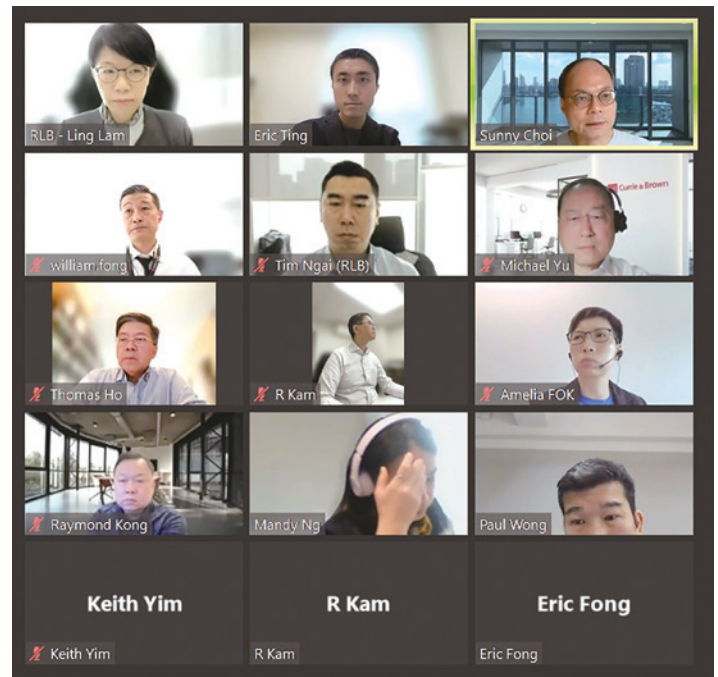 RLB - Ling Lam
Eric Ting
Sunny Choi
william.fong
Tim Ngai (RLB)
Currie & Brown
Michael Yu
Thomas Ho
R Kam
Amelia FOK
Raymond Kong
Mandy Ng
Paul Wong
Keith Yim
R Kam
Eric Fong
Keith Yim
R Kam
Eric Fong